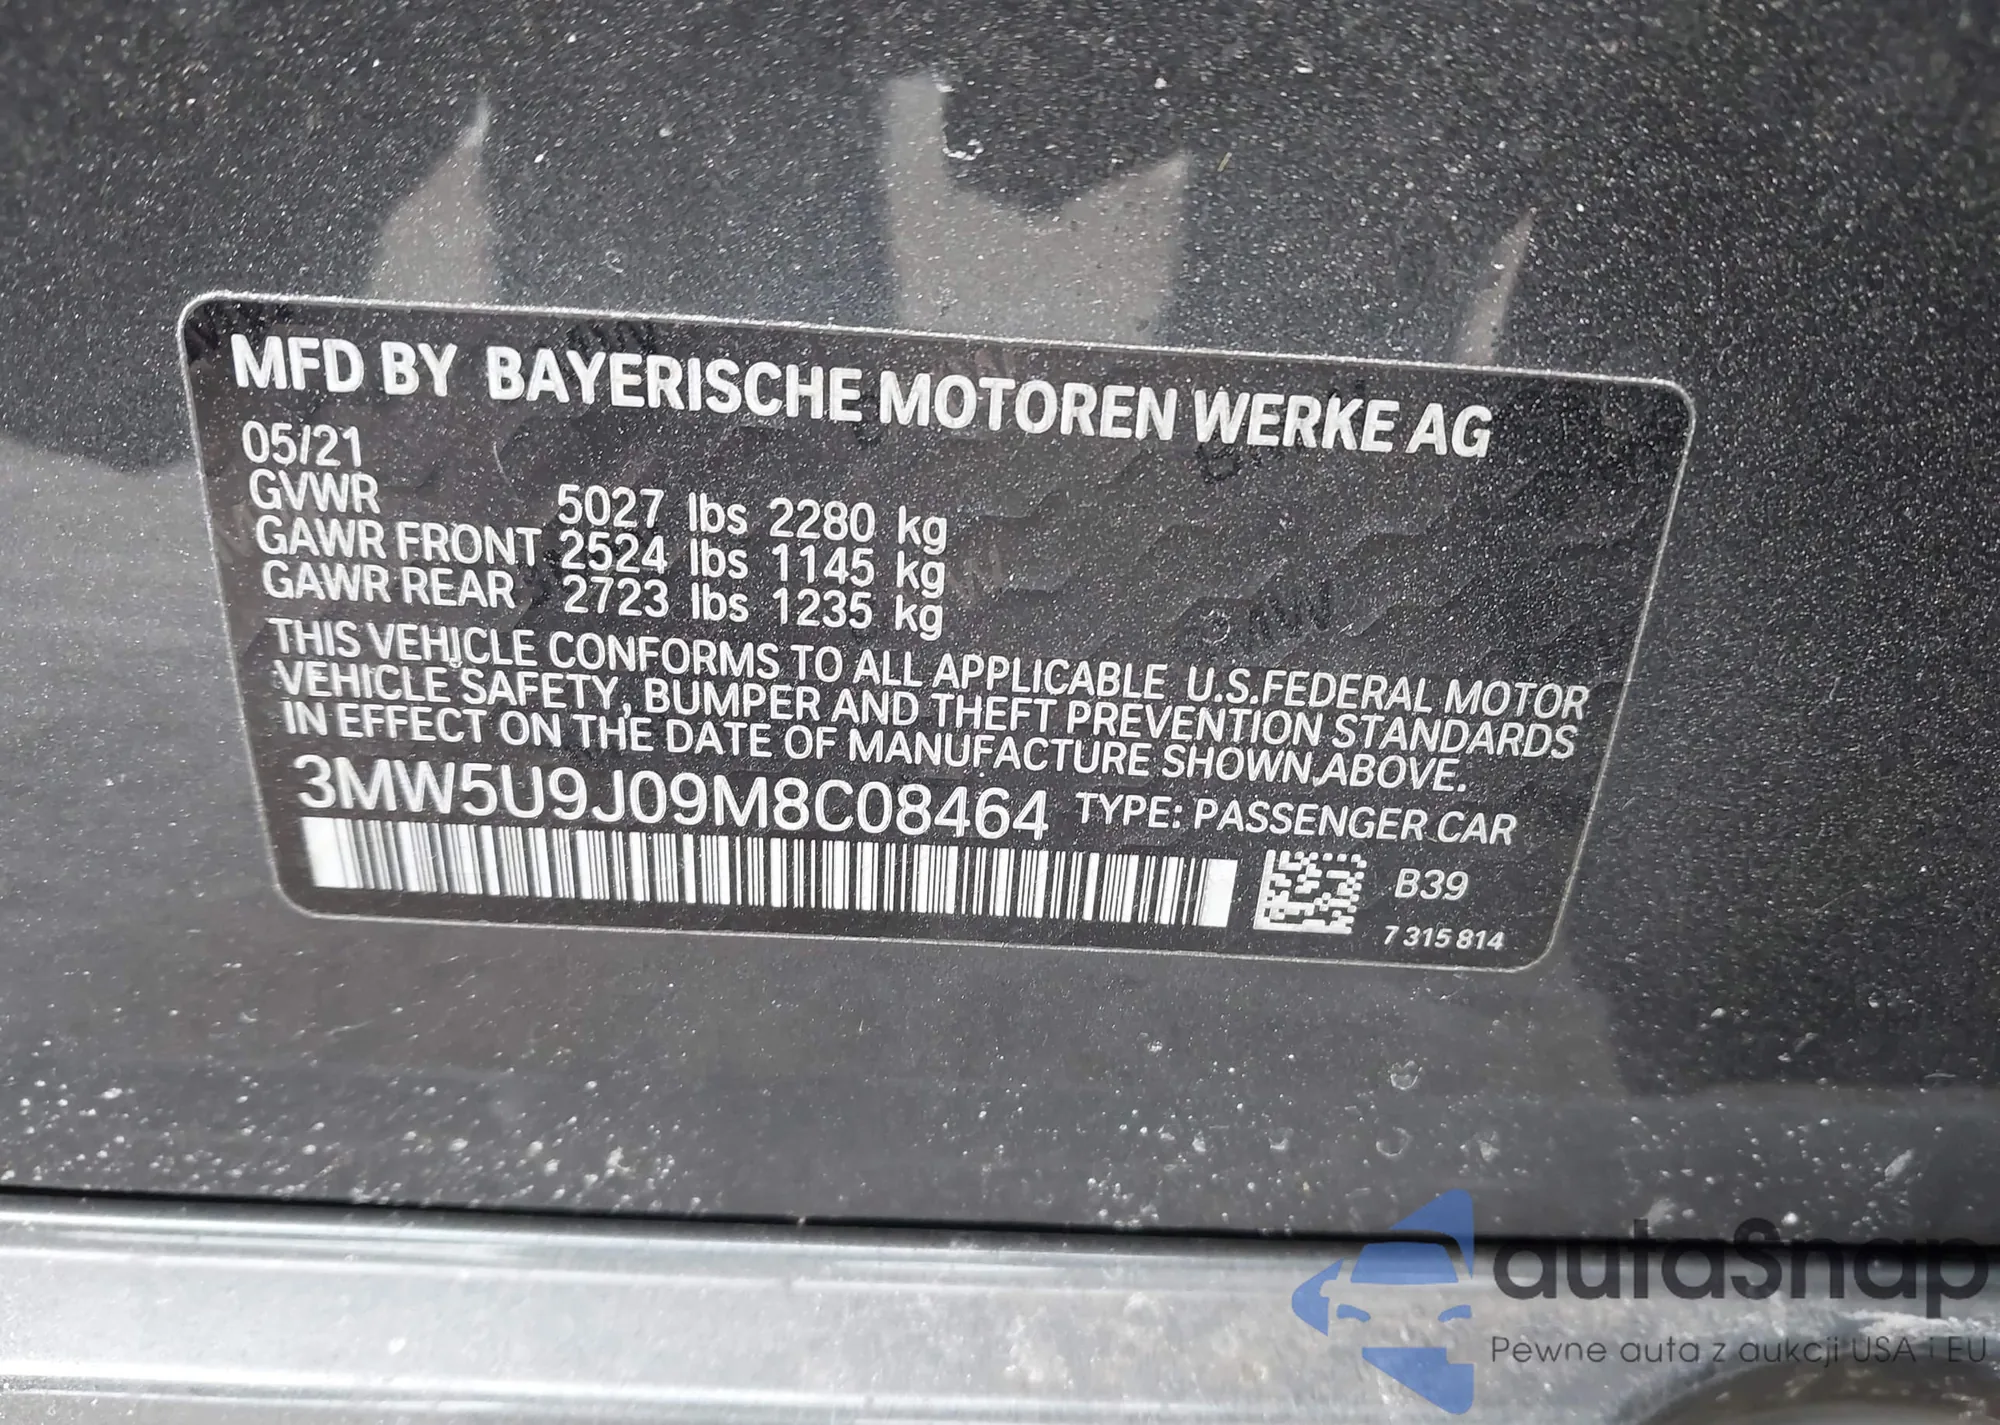 MFD BY BAYERISCHE MOTOREN WERKE AG
05/21
GVWR 5027 lbs 2280 kg
GAWR FRONT 2524 lbs 1145 kg
GAWR REAR 2723 lbs 1235 kg
THIS VEHICLE CONFORMS TO ALL APPLICABLE U.S.FEDERAL MOTOR
VEHICLE SAFETY, BUMPER AND THEFT PREVENTION STANDARDS
IN EFFECT ON THE DATE OF MANUFACTURE SHOWN ABOVE.
3MW5U9J09M8C08464 TYPE: PASSENGER CAR
B39
7 315 814
autaSnap
Pewne auta z aukcji USA i EU